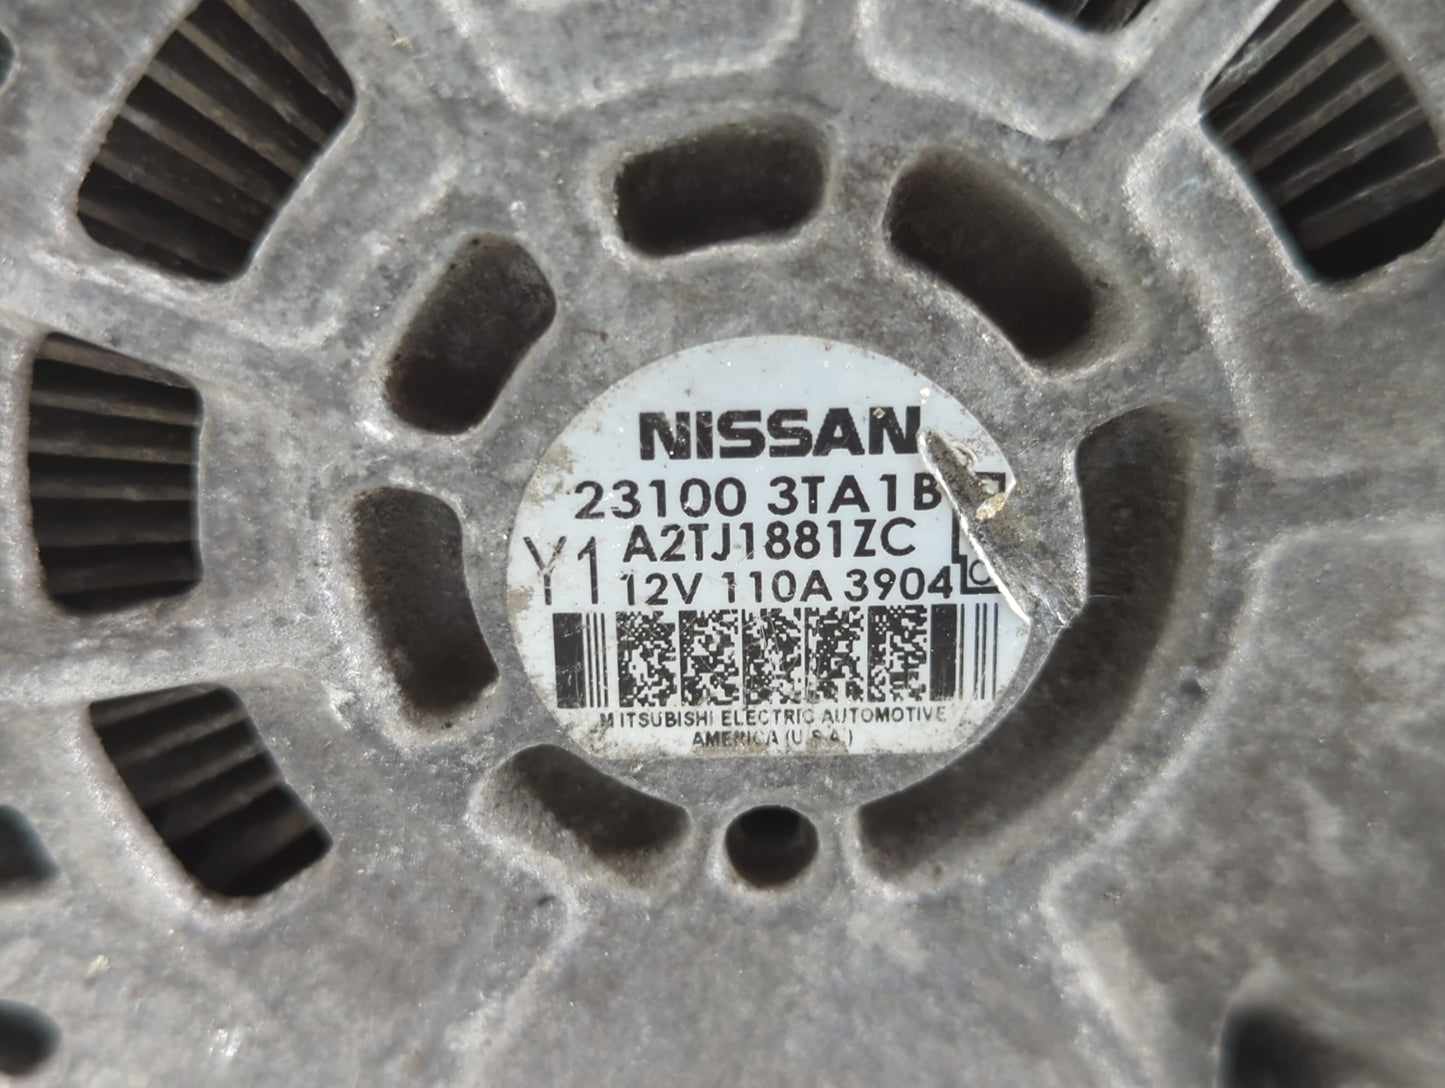 NISSAN
23100 3TA1B
Y1 A2TJ1881ZC
12V 110A 3904
MITSUBISHI ELECTRIC AUTOMOTIVE
AMERICA (U.S.A.)